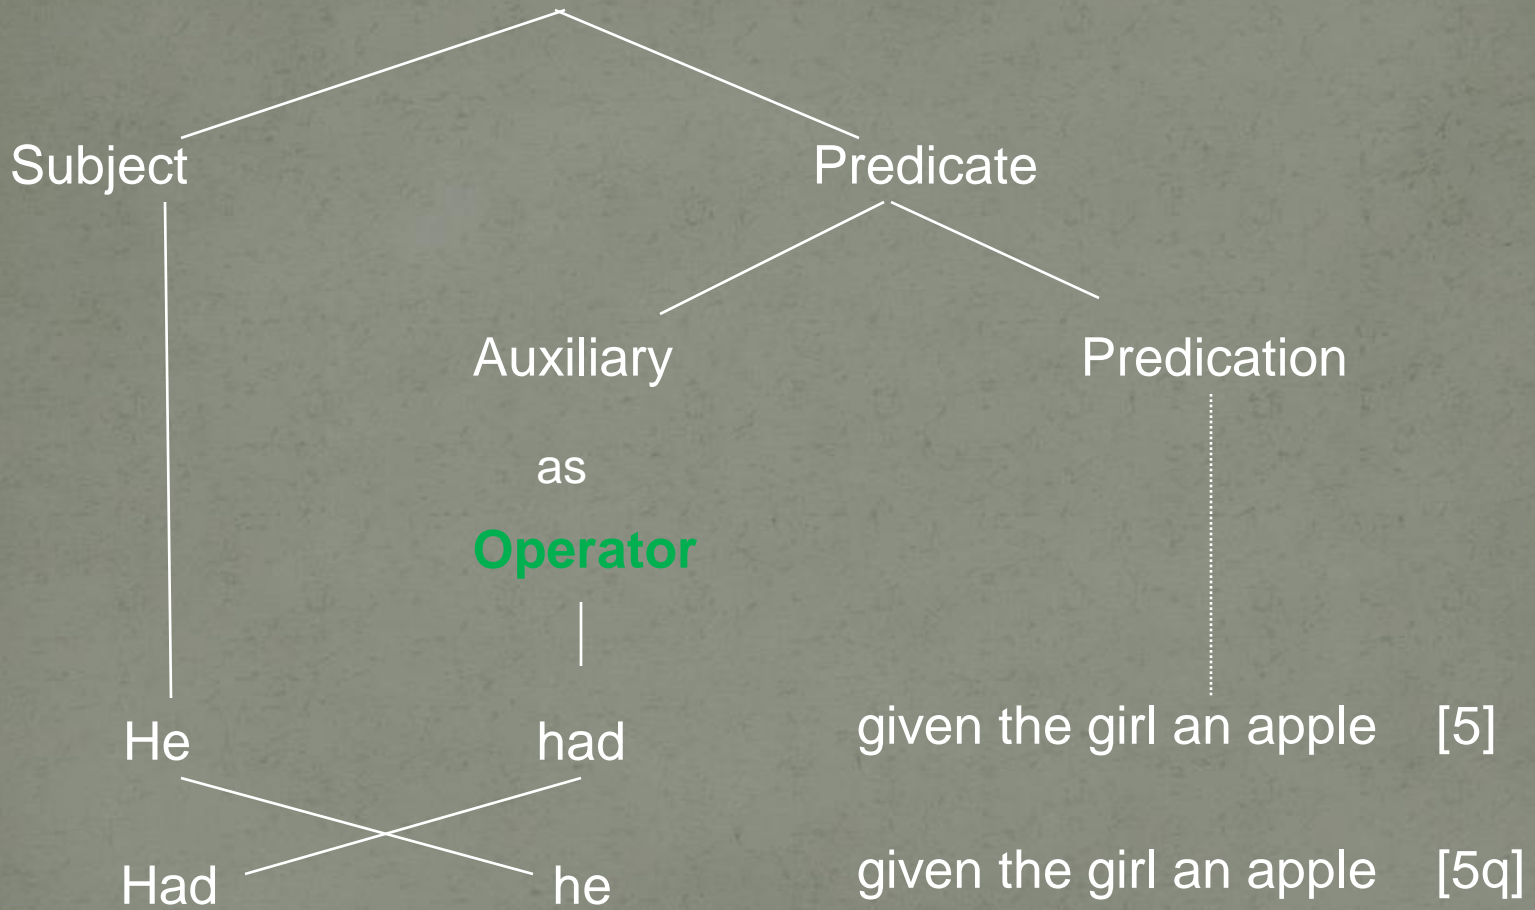 Subject Predicate
Auxiliary Predication
as
Operator
He had given the girl an apple [5]
Had he given the girl an apple [5q]